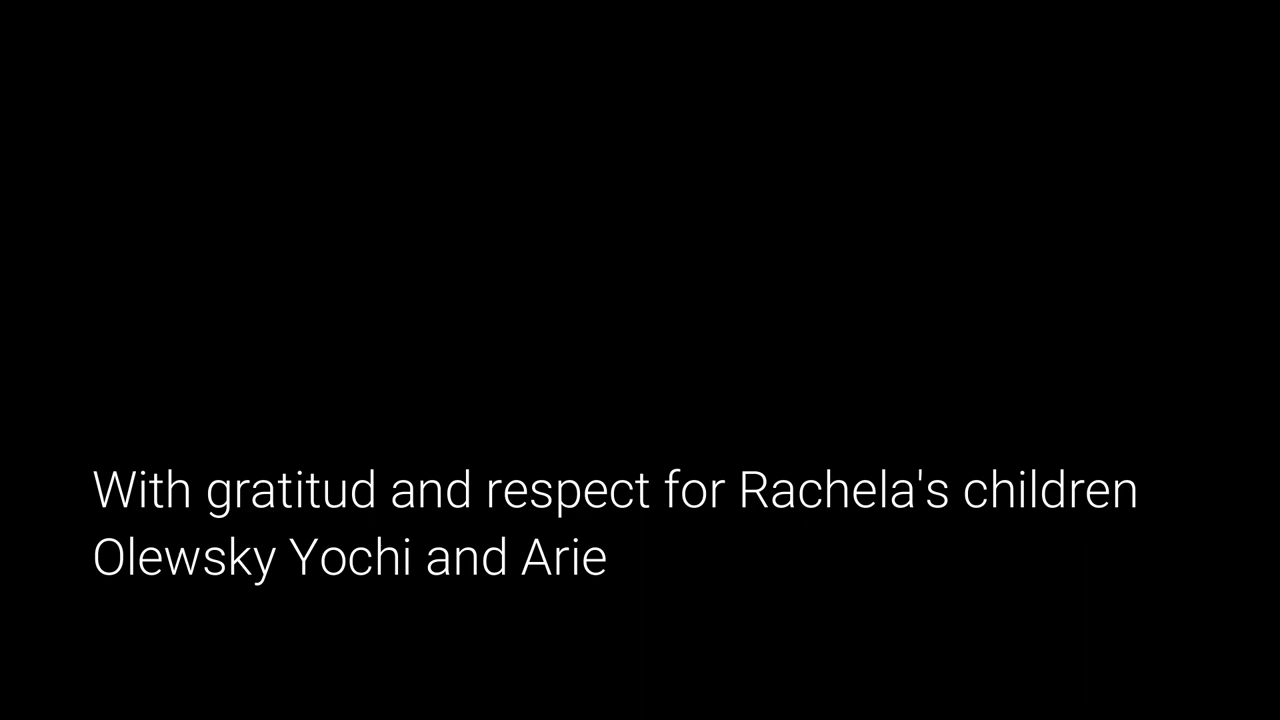 With gratitud and respect for Rachela's children
Olewsky Yochi and Arie